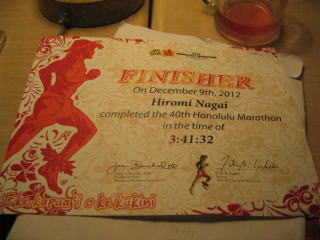 FINISHER
On December 9th, 2012
Hiromi Nagai
completed the 40th Honolulu Marathon
in the time of
3:41:32